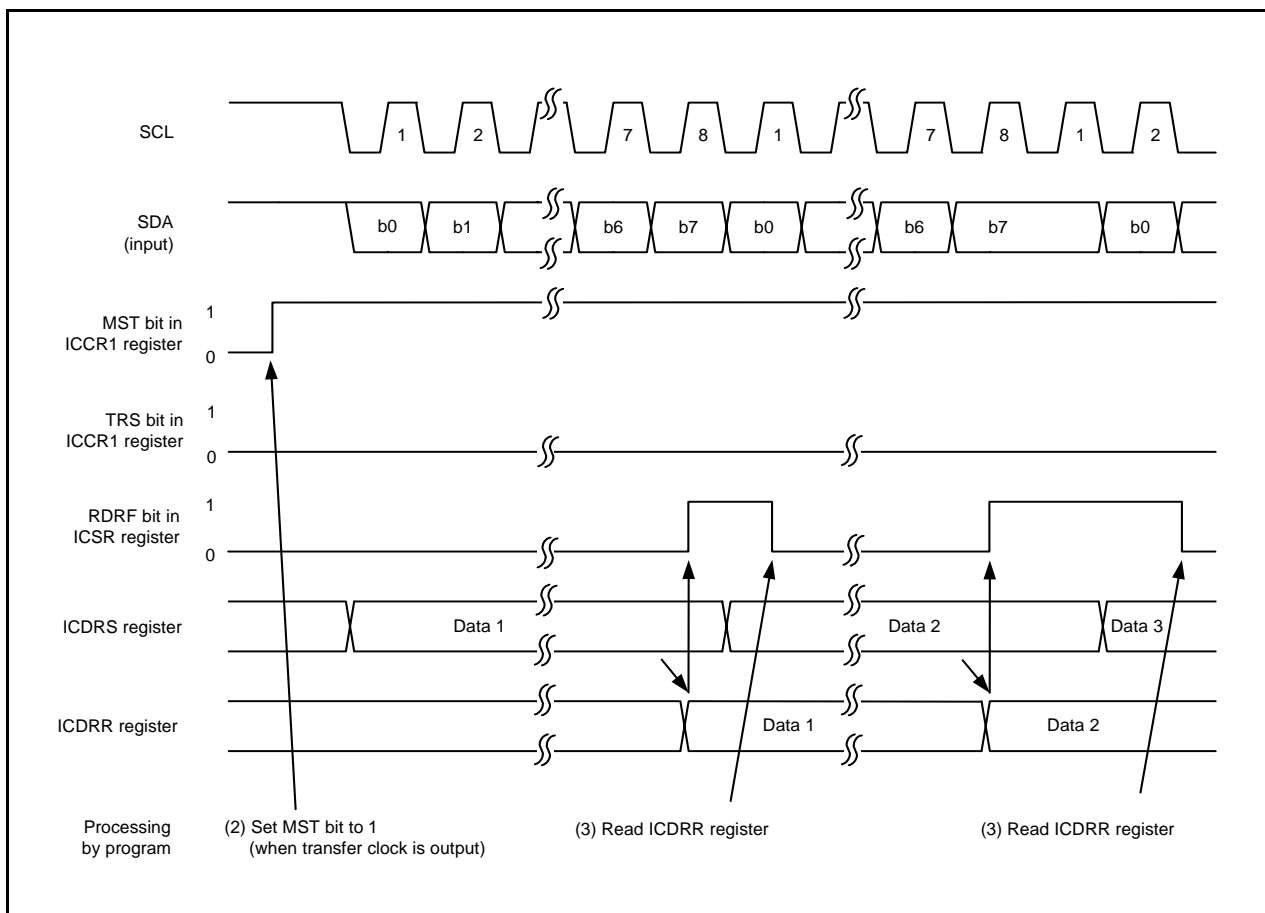 SCL
1 2 7 8 1 7 8 1 2
SDA
(input)
b0 b1 b6 b7 b0 b6 b7 b0
MST bit in
ICCR1 register
1
0
TRS bit in
ICCR1 register
1
0
RDRF bit in
ICSR register
1
0
ICDRS register
Data 1 Data 2 Data 3
ICDRR register
Data 1 Data 2
Processing
by program
(2) Set MST bit to 1
(when transfer clock is output)
(3) Read ICDRR register
(3) Read ICDRR register